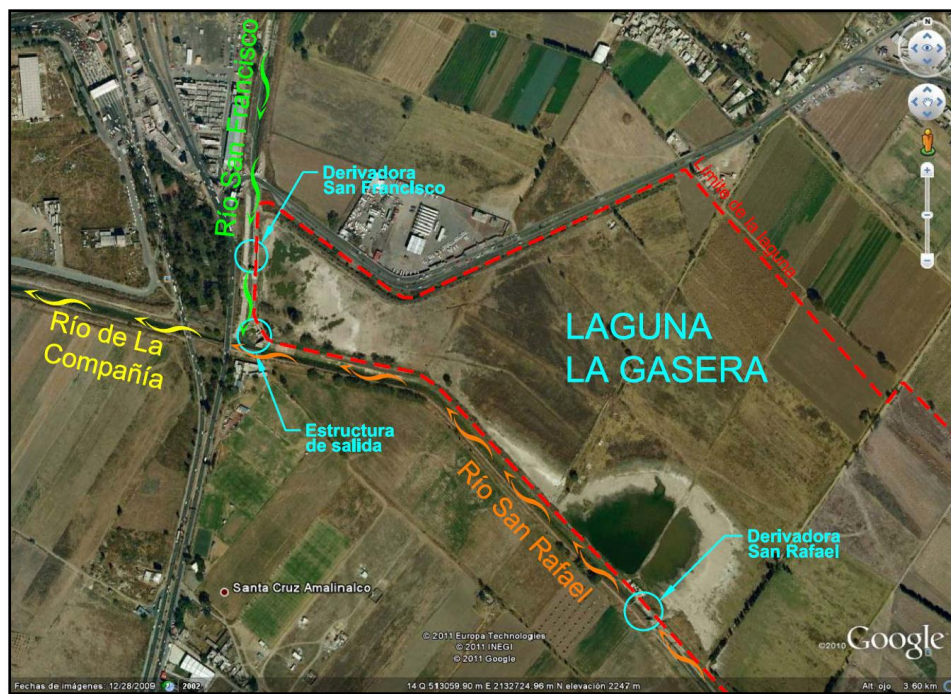 Río San Francisco
Derivadora
San Francisco
Límite de la laguna
LAGUNA
LA GASERA
Río de La
Compañía
Estructura
de salida
Río San Rafael
Derivadora
San Rafael
Santa Cruz Amalinalco
© 2011 Europa Technologies
© 2011 INEGI
© 2011 Google
©2010 Google
Fechas de imágenes: 12/28/2009
2002
14 Q 513059.90 m E 2132724.96 m N elevación 2247 m
Alt. ojo 3.60 km
N